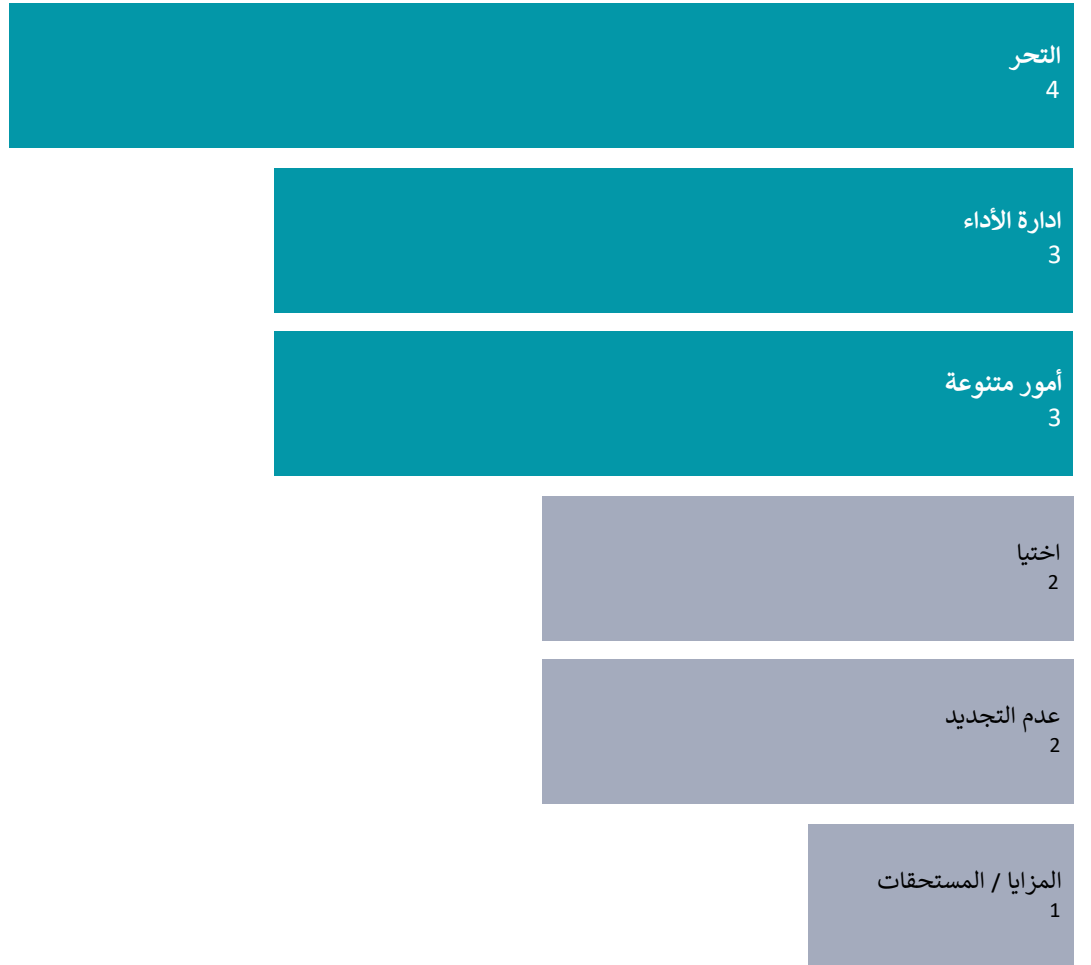 التحر
4
ادارة الأداء
3
أمور متنوعة
3
اختيا
2
عدم التجديد
2
المزايا / المستحقات
1